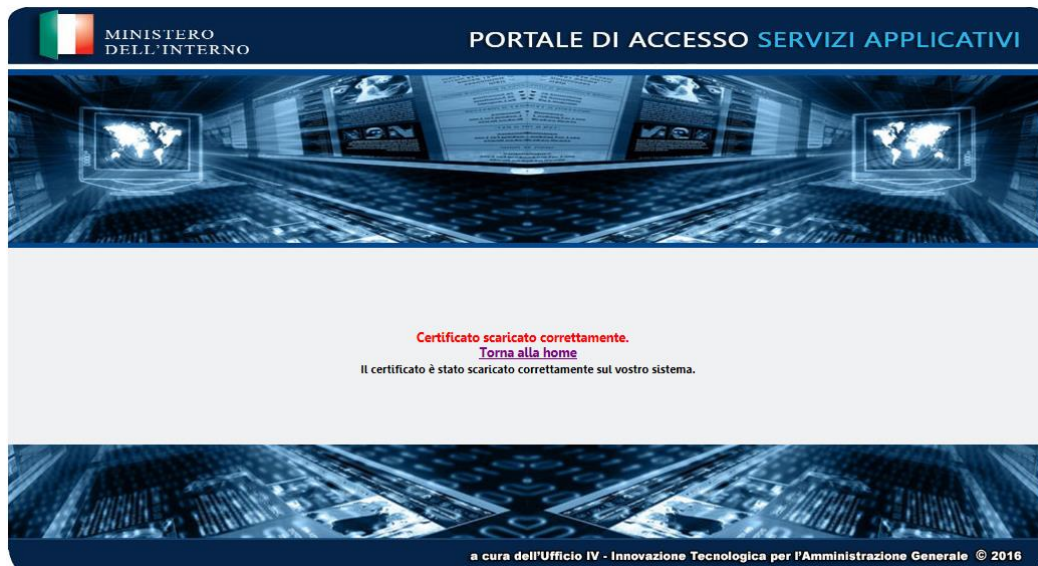 MINISTERO
DELL'INTERNO
PORTALE DI ACCESSO SERVIZI APPLICATIVI
Certificato scaricato correttamente.
Torna alla home
Il certificato è stato scaricato correttamente sul vostro sistema.
a cura dell'Ufficio IV - Innovazione Tecnologica per l'Amministrazione Generale © 2016